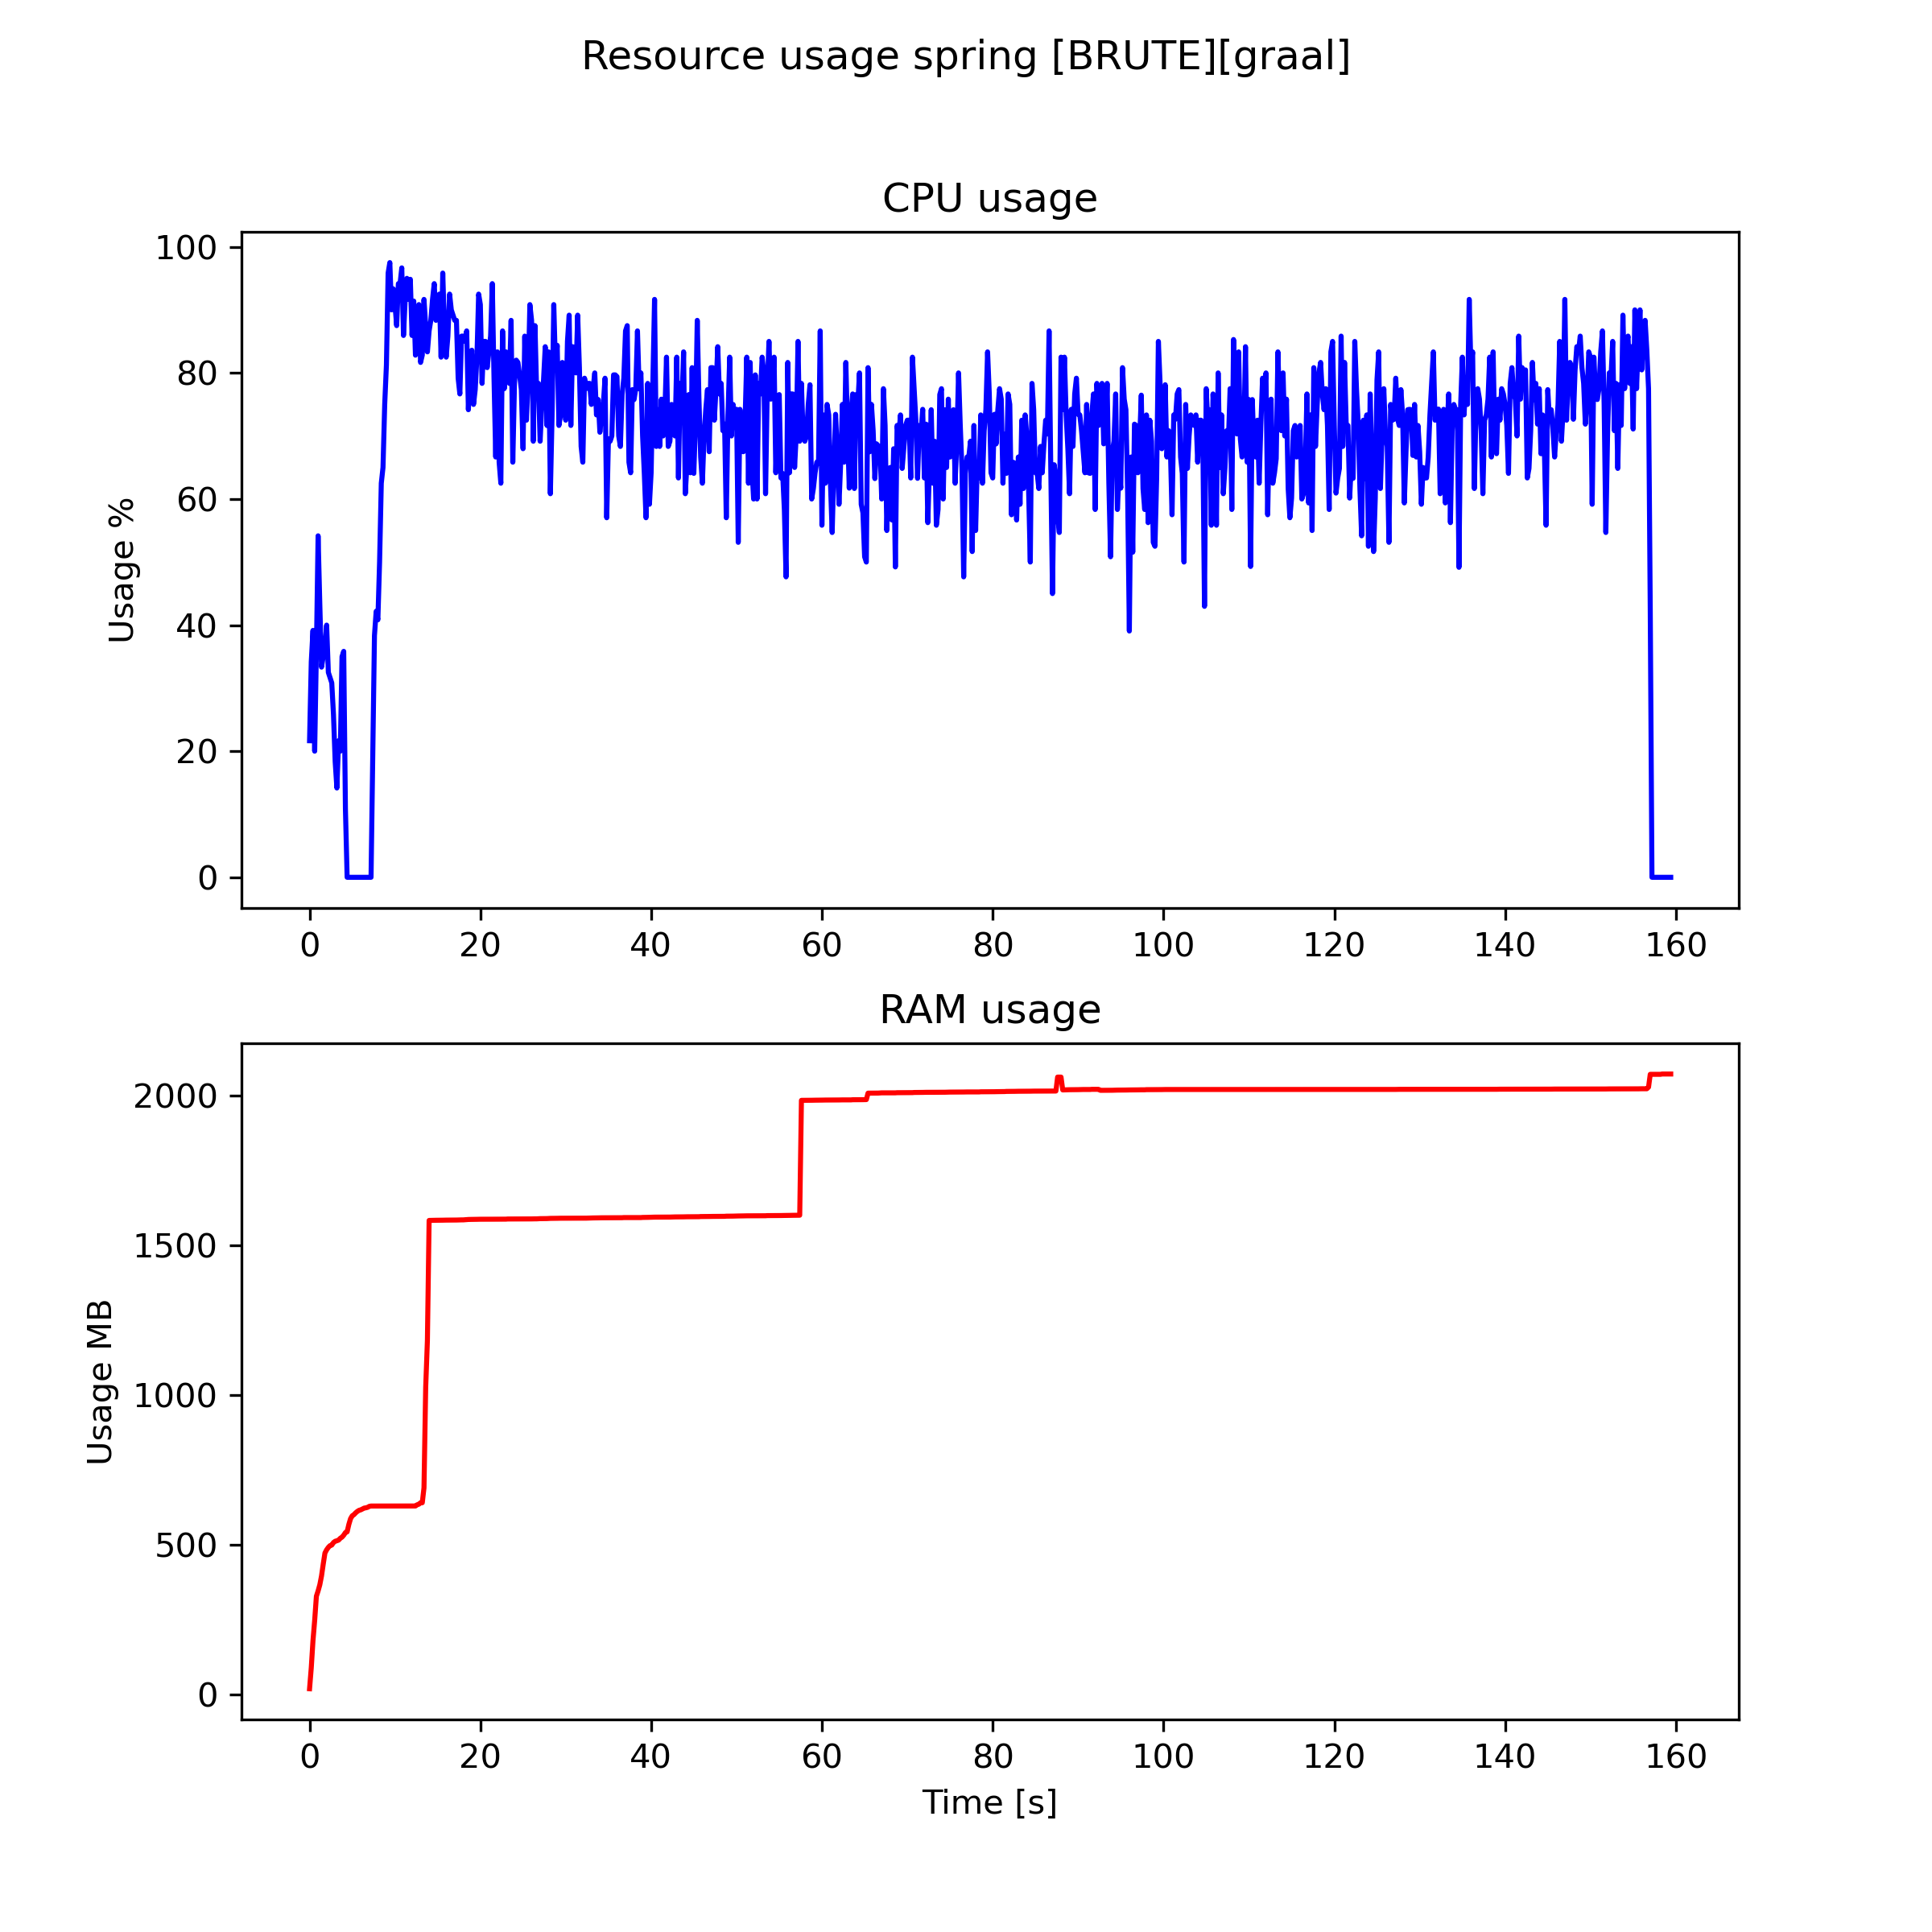 Resource usage spring [BRUTE][graal]
CPU usage
Usage %
100
80
60
40
20
0
0 20 40 60 80 100 120 140 160
RAM usage
Usage MB
2000
1500
1000
500
0
0 20 40 60 80 100 120 140 160
Time [s]